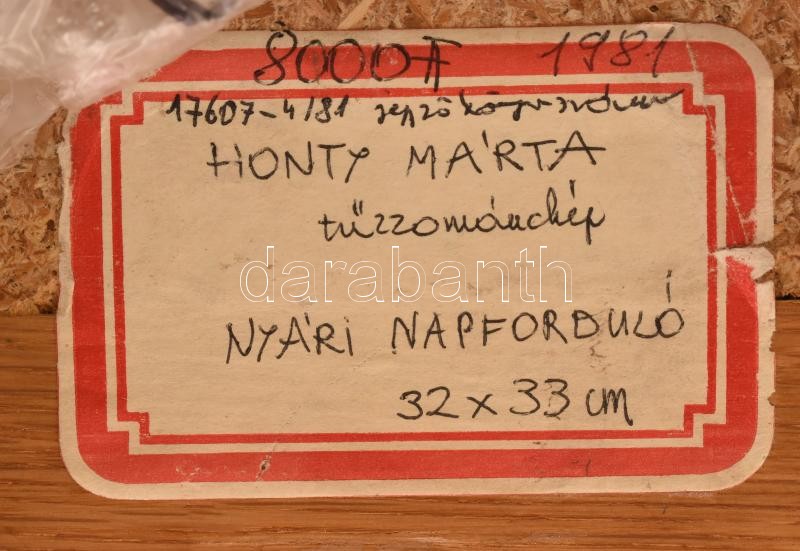 8000 Ft 1981
17607-4/81
HONTY MÁRTA
tűzzománckép
darabanth
NYÁRI NAPFORDULÓ
32 x 33 cm